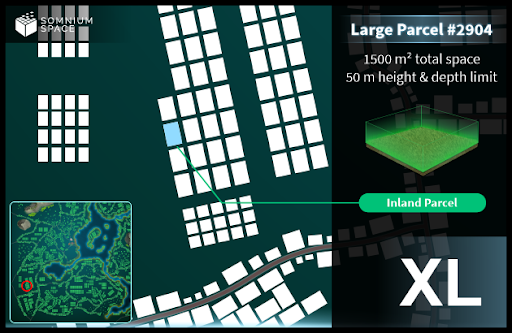 SOMNIUM
SPACE
Large Parcel #2904
1500 m² total space
50 m height & depth limit
Inland Parcel
XL